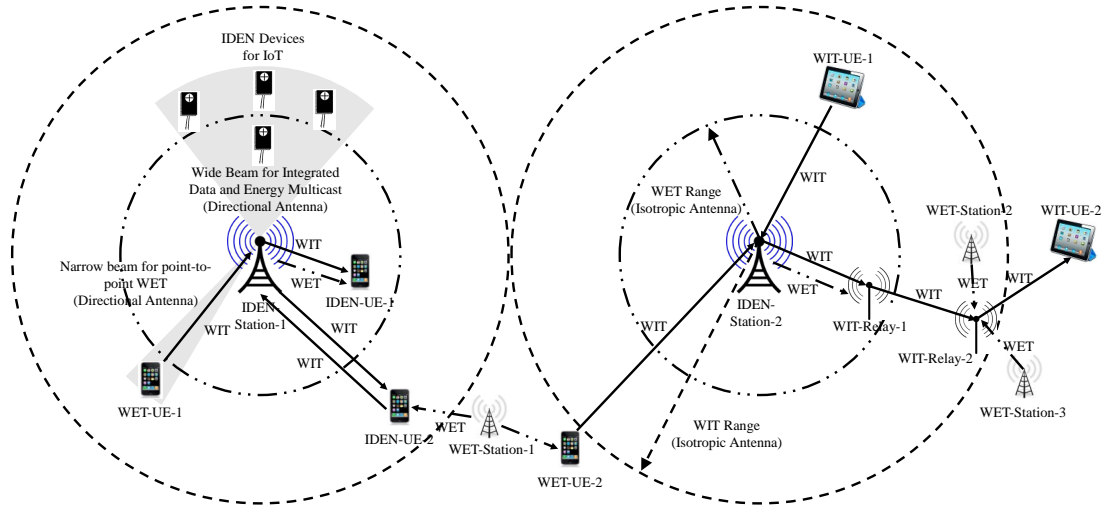 IDEN Devices
for IoT
Wide Beam for Integrated
Data and Energy Multicast
(Directional Antenna)
Narrow beam for point-to-
point WET
(Directional Antenna)
WIT
WET
IDEN-UE-1
IDEN
Station-1
WIT
WIT
WIT
WET-UE-1
IDEN-UE-2
WET
WET-Station-1
WET-UE-2
WIT-UE-1
WIT
WET Range
(Isotropic Antenna)
WIT
WET
IDEN-
Station-2
WIT-Relay-1
WIT
WIT
WIT Range
(Isotropic Antenna)
WET-Station-2
WIT-UE-2
WET
WIT
WIT-Relay-2
WET
WET-Station-3